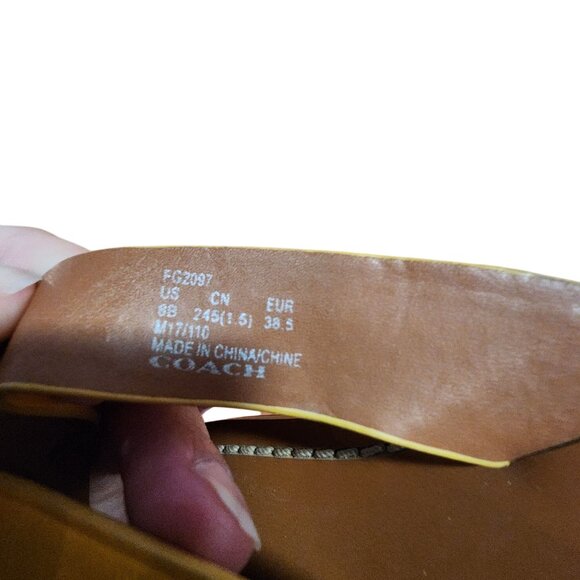 FG2097
US CN EUR
8B 245(1.5) 38.5
M17/110
MADE IN CHINA/CHINE
COACH